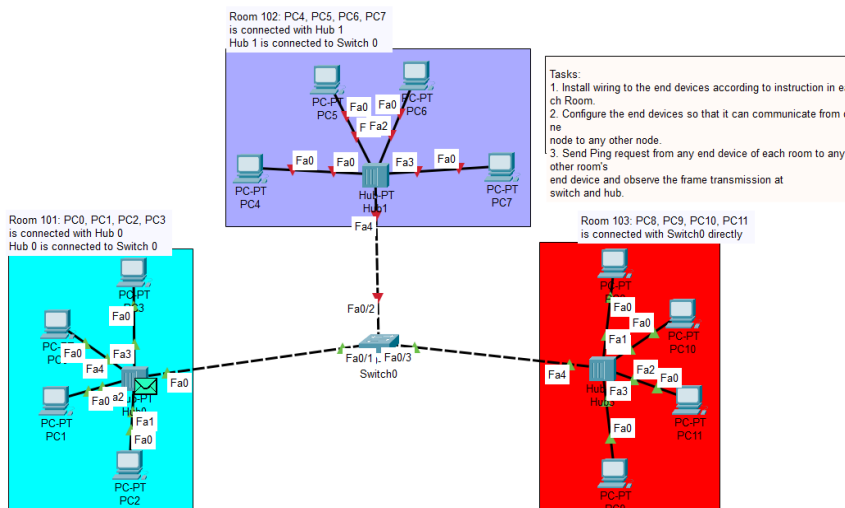 Room 102: PC4, PC5, PC6, PC7
is connected with Hub 1
Hub 1 is connected to Switch 0
PC-PT
PC5
PC-PT
PC6
Fa0
Fa0
Fa2
PC-PT
PC4
Fa0
Fa0
Fa3
Fa0
PC-PT
PC7
Hub-PT
Hub1
Fa4
Tasks:
1. Install wiring to the end devices according to instruction in
ch Room.
2. Configure the end devices so that it can communicate from
ne
node to any other node.
3. Send Ping request from any end device of each room to any
other room's
end device and observe the frame transmission at
switch and hub.
Room 101: PC0, PC1, PC2, PC3
is connected with Hub 0
Hub 0 is connected to Switch 0
PC-PT
Fa0
Fa0
Fa3
Fa4
Fa0
Fa0
PC-PT
PC1
Fa1
Fa0
PC-PT
PC2
Fa0/2
Fa0/1
Fa0/3
Switch0
Room 103: PC8, PC9, PC10, PC11
is connected with Switch0 directly
PC-PT
Fa0
Fa0
PC-PT
PC10
Fa1
Fa4
Fa2
Fa0
Fa3
PC-PT
PC11
Fa0
PC-PT